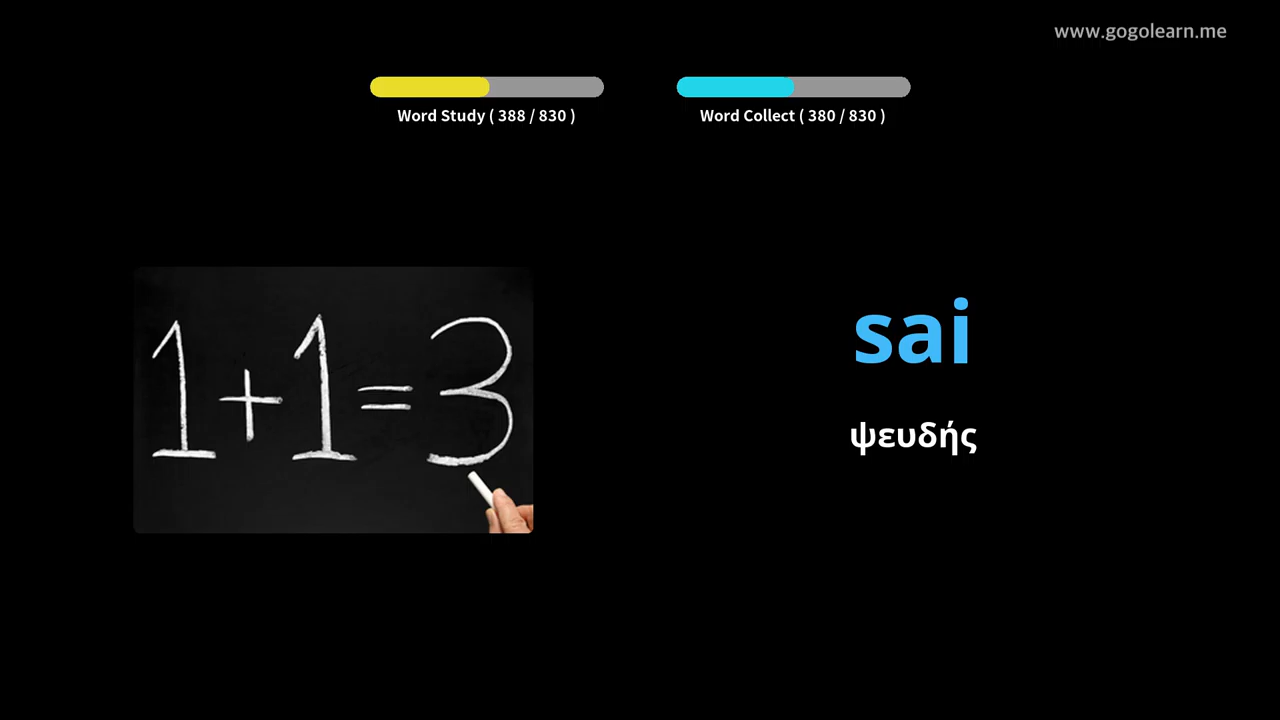 www.gogolearn.me
Word Study ( 388 / 830 )
Word Collect ( 380 / 830 )
1+1=3
sai
ψευδής